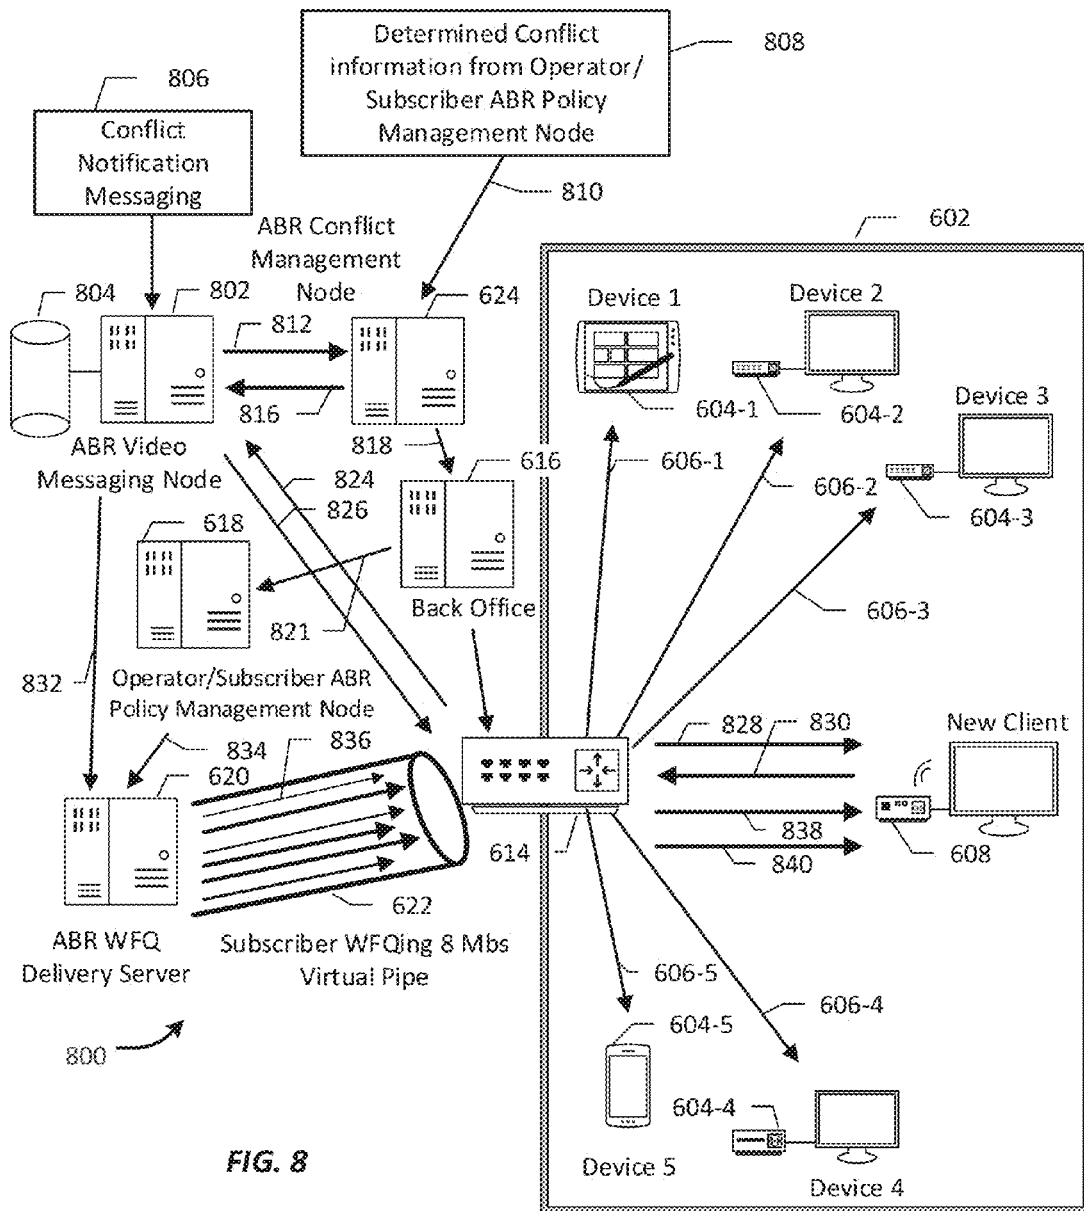 Determined Conflict
information from Operator/
Subscriber ABR Policy
Management Node
808
806
Conflict
Notification
Messaging
810
602
ABR Conflict
Management
Node
804
802
624
812
816
818
ABR Video
Messaging Node
Device 1
604-1
Device 2
604-2
Device 3
604-3
606-1
606-2
606-3
616
824
826
618
Back Office
821
832
Operator/Subscriber ABR
Policy Management Node
834
836
620
828
830
New Client
838
840
608
614
622
ABR WFQ
Delivery Server
Subscriber WFQing 8 Mbs
Virtual Pipe
606-5
606-4
604-5
604-4
800
Device 5
Device 4
FIG. 8